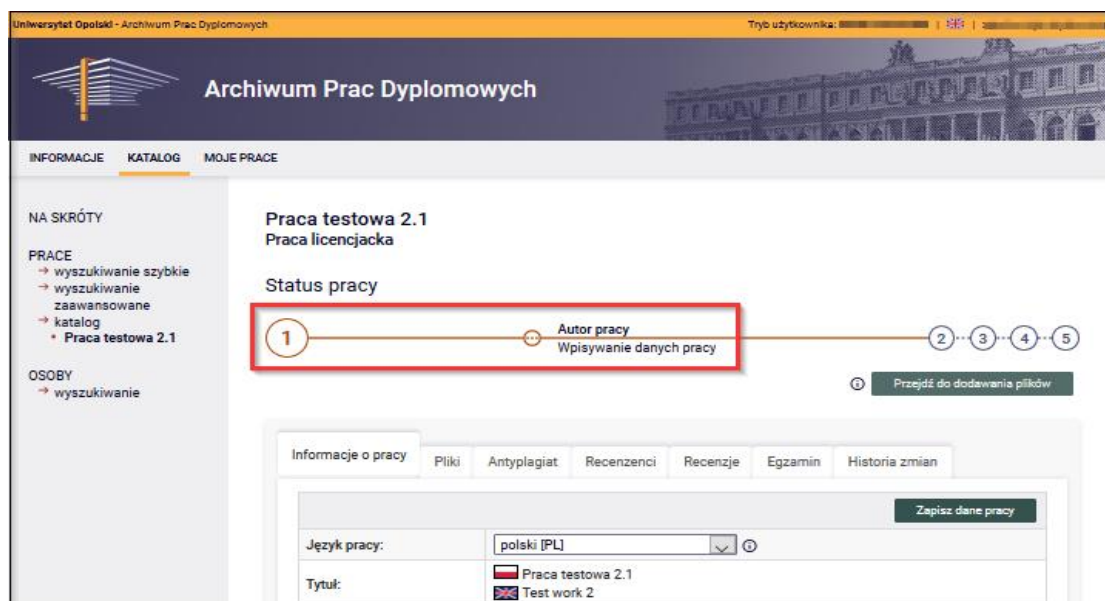 Uniwersytet Opolski - Archiwum Prac Dyplomowych
Tryb użytkownika:
Archiwum Prac Dyplomowych
INFORMACJE KATALOG MOJE PRACE
NA SKRÓTY
PRACE
wyszukiwanie szybkie
wyszukiwanie
zaawansowane
katalog
Praca testowa 2.1
OSOBY
wyszukiwanie
Praca testowa 2.1
Praca licencjacka
Status pracy
1
Autor pracy
Wpisywanie danych pracy
2 3 4 5
Przejdź do dodawania plików
Informacje o pracy Pliki Antyplagiat Recenzenci Recenzje Egzamin Historia zmian
Zapisz dane pracy
Język pracy: polski [PL]
Tytuł: Praca testowa 2.1
Test work 2